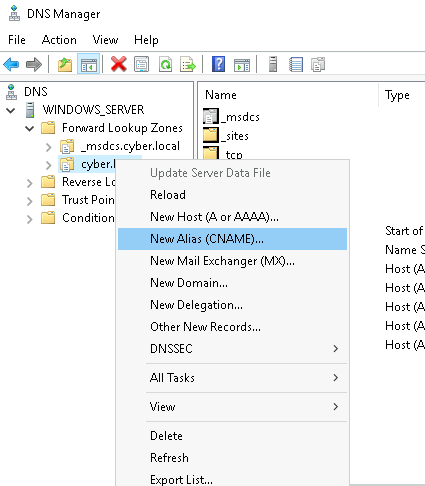 DNS Manager
File Action View Help
DNS
WINDOWS_SERVER
Forward Lookup Zones
_msdcs.cyber.local
cyber.l
Reverse Lo
Trust Poin
Condition
Name Type
_msdcs
_sites
_tcp
Update Server Data File
Reload
New Host (A or AAAA)...
New Alias (CNAME)...
New Mail Exchanger (MX)...
New Domain...
New Delegation...
Other New Records...
DNSSEC
All Tasks
View
Delete
Refresh
Export List...
Start of
Name S
Host (A
Host (A
Host (A
Host (A
Host (A